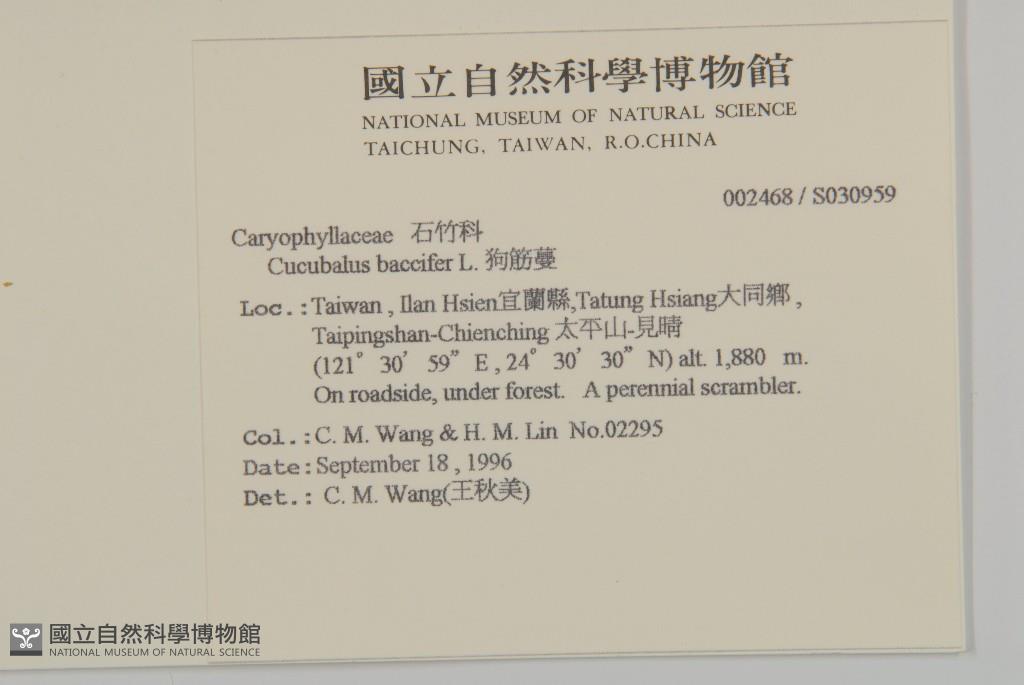 國立自然科學博物館
NATIONAL MUSEUM OF NATURAL SCIENCE
TAICHUNG, TAIWAN, R.O.CHINA
002468 / S030959
Caryophyllaceae 石竹科
Cucubalus baccifer L. 狗筋蔓
Loc.: Taiwan , Ilan Hsien宜蘭縣,Tatung Hsiang大同鄉 ,
Taipingshan-Chienching 太平山-見晴
(121° 30′ 59” E , 24° 30′ 30” N) alt. 1,880 m.
On roadside, under forest. A perennial scrambler.
Col.: C. M. Wang & H. M. Lin No.02295
Date: September 18 , 1996
Det.: C. M. Wang(王秋美)
國立自然科學博物館
NATIONAL MUSEUM OF NATURAL SCIENCE